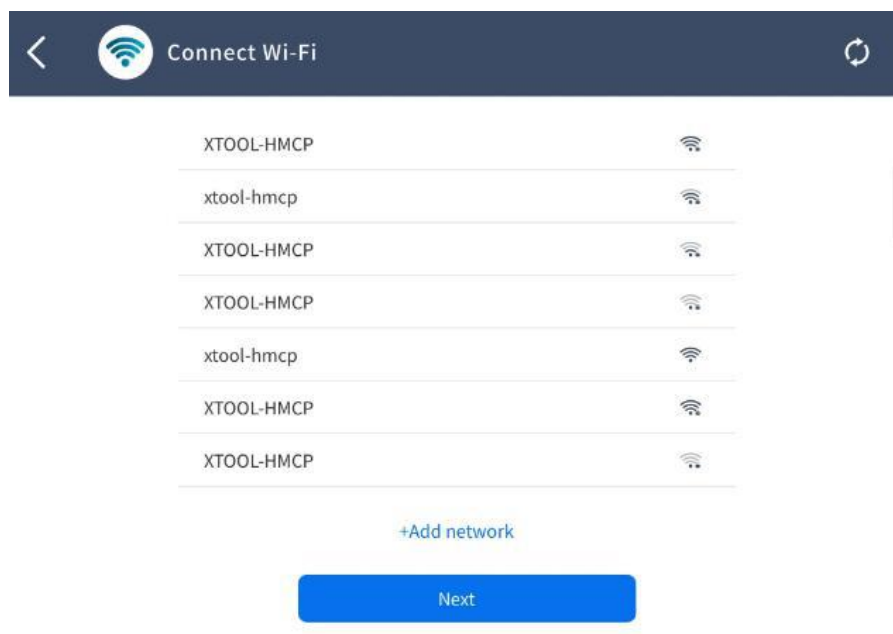 Connect Wi-Fi
XTOOL-HMCP
xtool-hmcp
XTOOL-HMCP
XTOOL-HMCP
xtool-hmcp
XTOOL-HMCP
XTOOL-HMCP
+Add network
Next